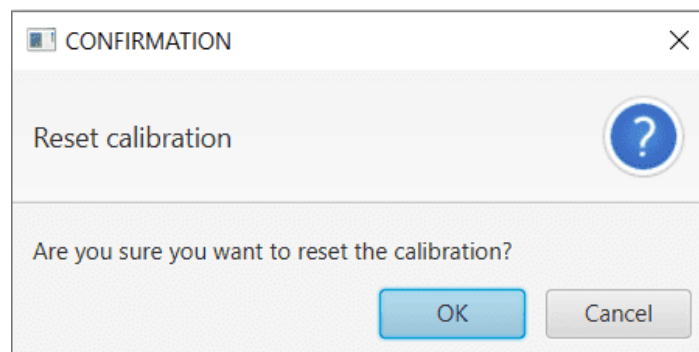 CONFIRMATION
Reset calibration
?
Are you sure you want to reset the calibration?
OK Cancel